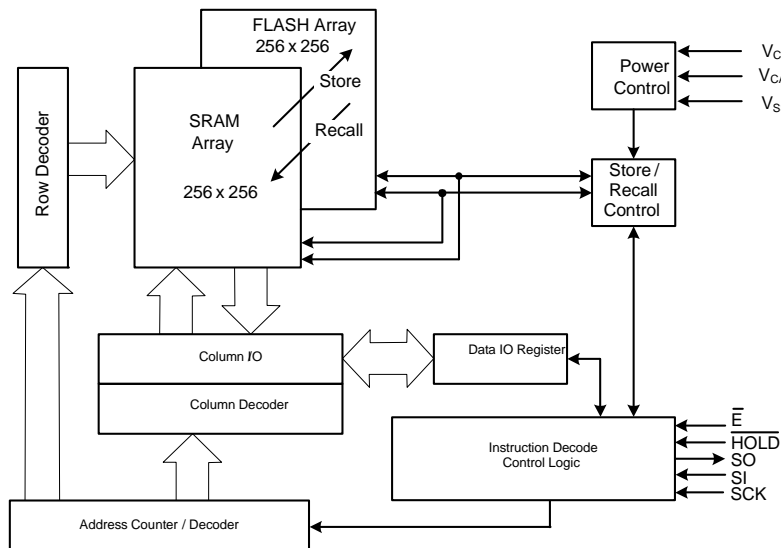 FLASH Array
256 x 256
Store
SRAM
Array
Recall
256 x 256
Row Decoder
Power
Control
Store /
Recall
Control
Column I/O
Column Decoder
Data IO Register
Instruction Decode
Control Logic
E
HOLD
SO
SI
SCK
Address Counter / Decoder